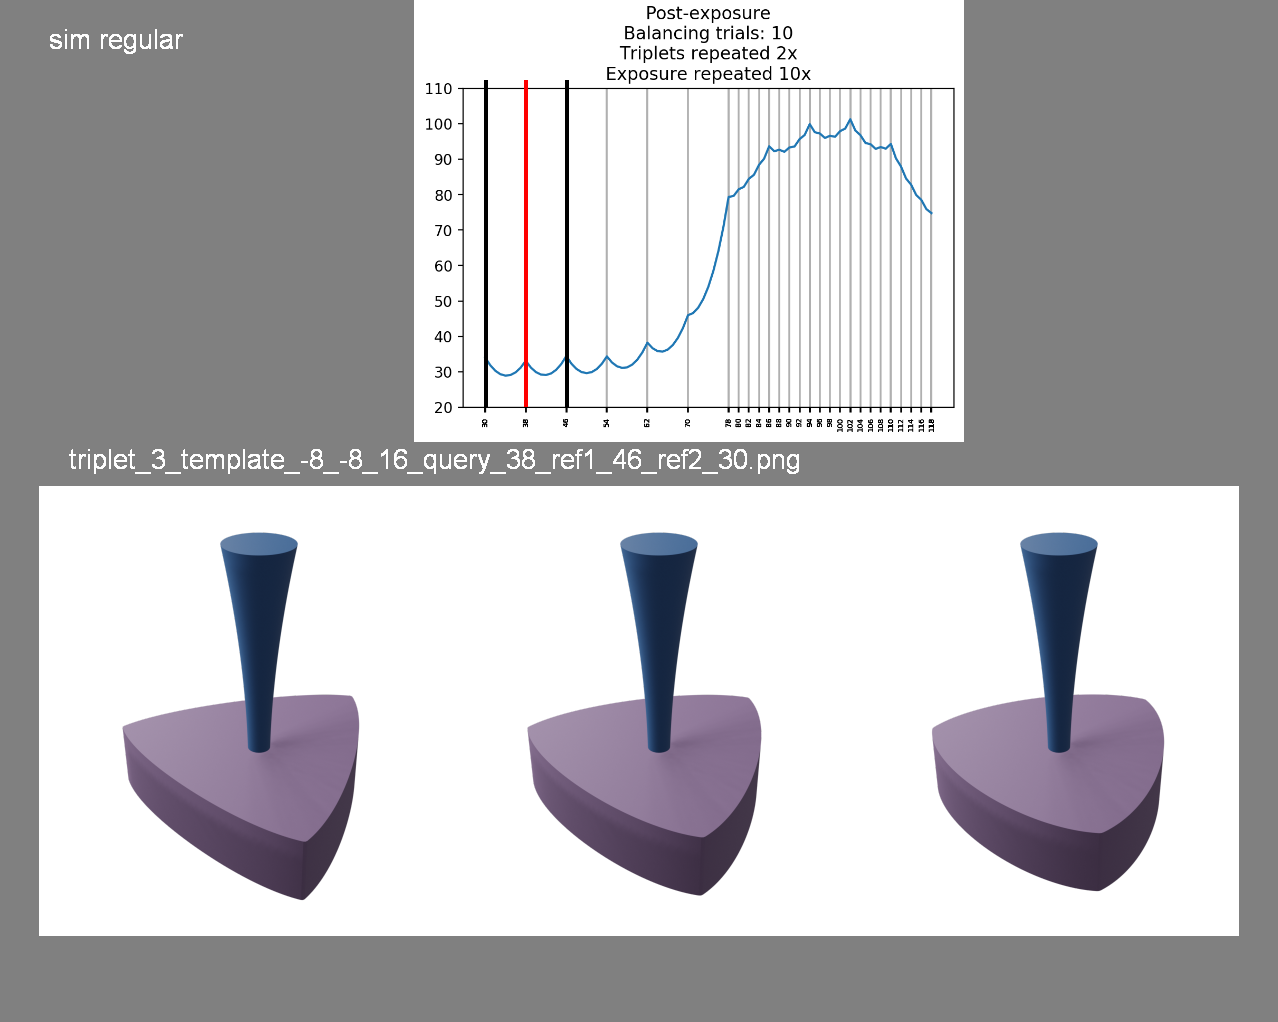 sim regular
Post-exposure
Balancing trials: 10
Triplets repeated 2x
Exposure repeated 10x
110
100
90
80
70
60
50
40
30
20
30 38 46 54 62 70 78 80 82 84 86 88 90 92 94 96 98 100 102 104 106 108 110 112 114 116 118
triplet_3_template_-8_-8_16_query_38_ref1_46_ref2_30.png